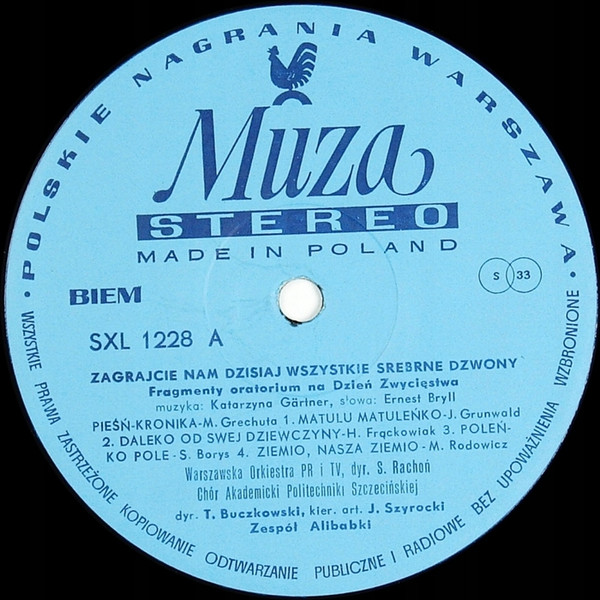 POLSKIE NAGRANIA WARSZAWA
Muza
STEREO
MADE IN POLAND
BIEM
S 33
SXL 1228 A
ZAGRAJCIE NAM DZISIAJ WSZYSTKIE SREBRNE DZWONY
Fragmenty oratorium na Dzień Zwycięstwa
muzyka: Katarzyna Gärtner, słowa: Ernest Bryll
PIEŚŃ-KRONIKA-M. Grechuta 1. MATULU MATULEŃKO-J. Grunwald
2. DALEKO OD SWEJ DZIEWCZYNY-H. Frąckowiak 3. POLEŃ-
KO POLE - S. Borys 4. ZIEMIO, NASZA ZIEMIO - M. Rodowicz
Warszawska Orkiestra PR i TV, dyr. S. Rachoń
Chór Akademicki Politechniki Szczecińskiej
dyr. T. Buczkowski, kier. art. J. Szyrocki
Zespół Alibabki
WSZYSTKIE PRAWA ZASTRZEŻONE KOPIOWANIE ODTWARZANIE PUBLICZNE I RADIOWE BEZ UPOWAŻNIENIA WZBRONIONE